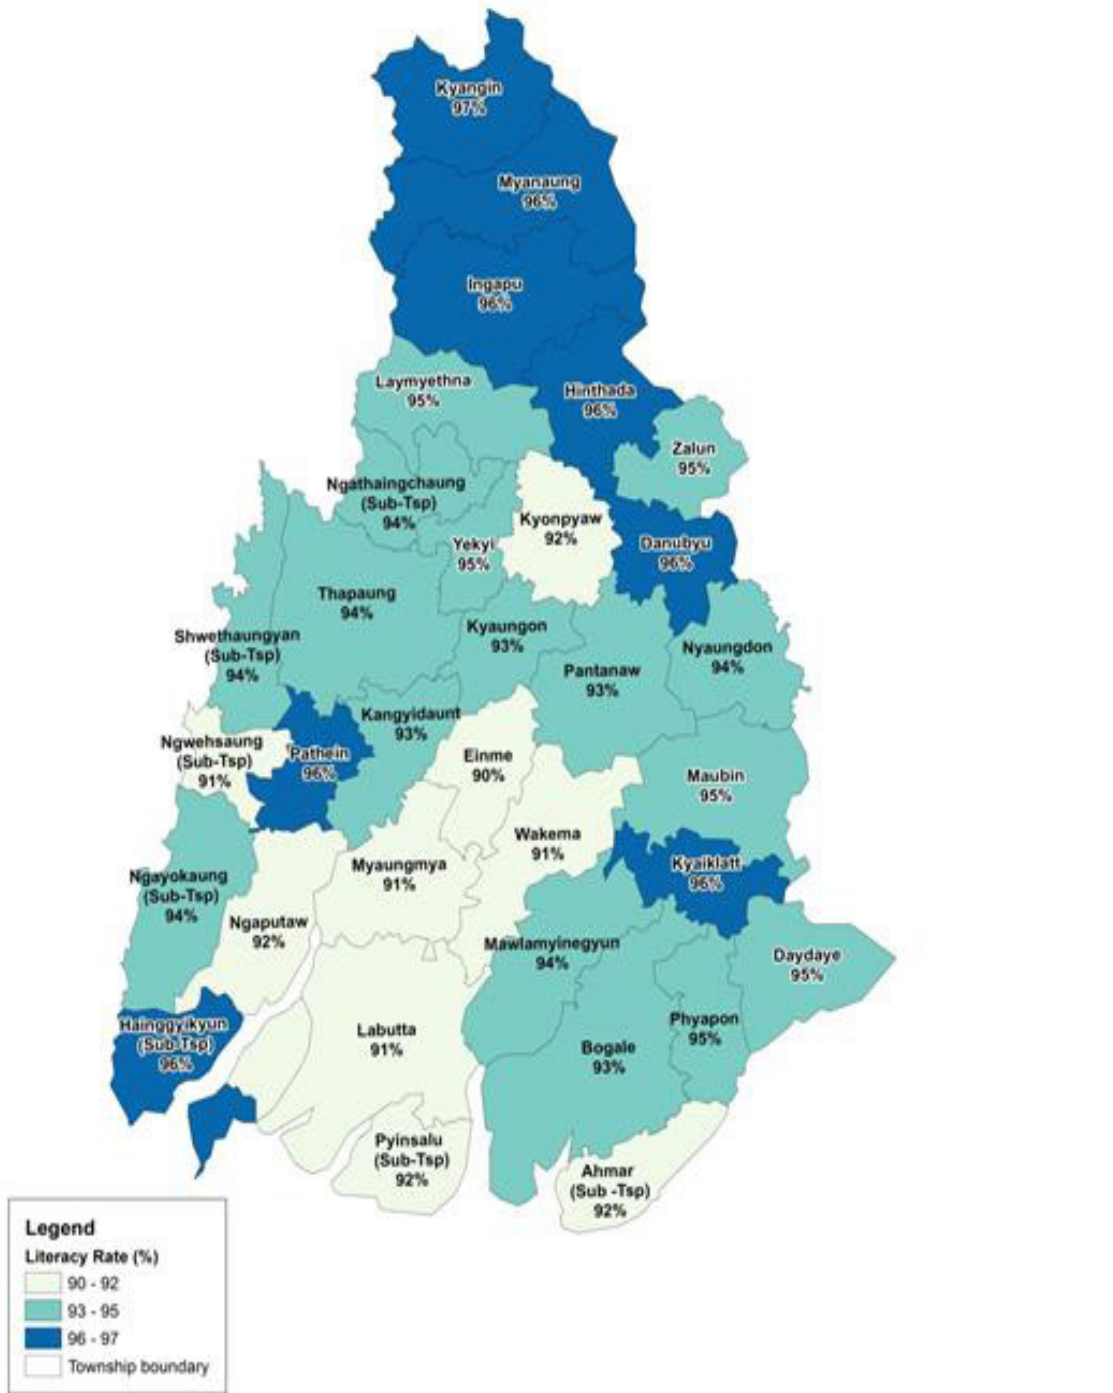 Kyangin
97%
Myanaung
96%
Ingapu
96%
Laymyethna
95%
Hinthada
96%
Zalun
95%
Ngathaingchaung
(Sub-Tsp)
94%
Kyonpyaw
92%
Yekyi
95%
Danubyu
96%
Thapaung
94%
Shwethaungyan
(Sub-Tsp)
94%
Kyaungon
93%
Pantanaw
93%
Nyaungdon
94%
Kangyidaunt
93%
Ngwehsaung
(Sub-Tsp)
91%
Pathein
96%
Einme
90%
Maubin
95%
Wakema
91%
Myaungmya
91%
Kyaiklatt
96%
Ngayokaung
(Sub-Tsp)
94%
Ngaputaw
92%
Mawlamyinegyun
94%
Daydaye
95%
Hainggyikyun
(Sub-Tsp)
96%
Labutta
91%
Bogale
93%
Phyapon
95%
Pyinsalu
(Sub-Tsp)
92%
Ahmar
(Sub -Tsp)
92%
Legend
Literacy Rate (%)
90 - 92
93 - 95
96 - 97
Township boundary